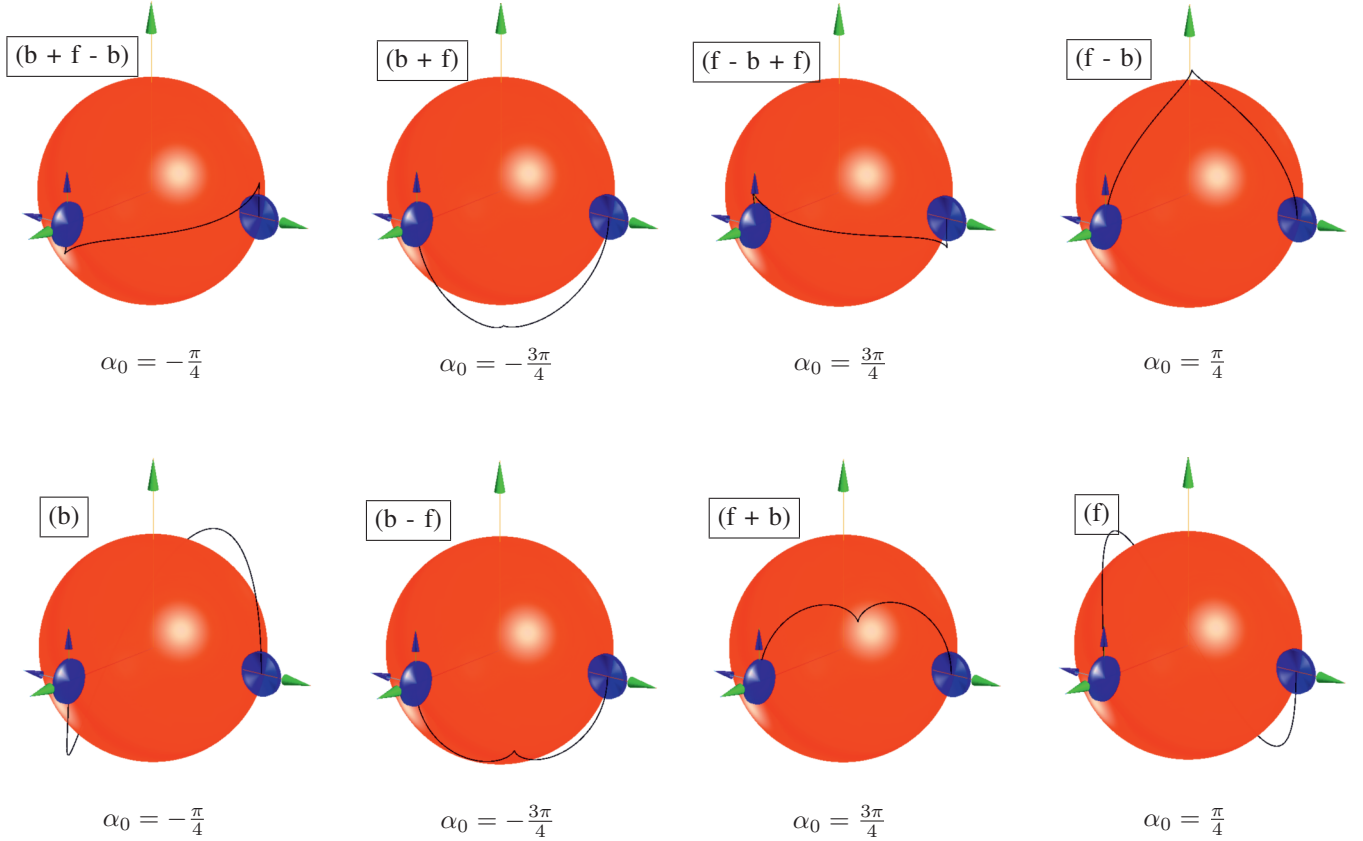 (b + f - b)
(b + f)
(f - b + f)
(f - b)
α₀ = -π/4
α₀ = -3π/4
α₀ = 3π/4
α₀ = π/4
(b)
(b - f)
(f + b)
(f)
α₀ = -π/4
α₀ = -3π/4
α₀ = 3π/4
α₀ = π/4